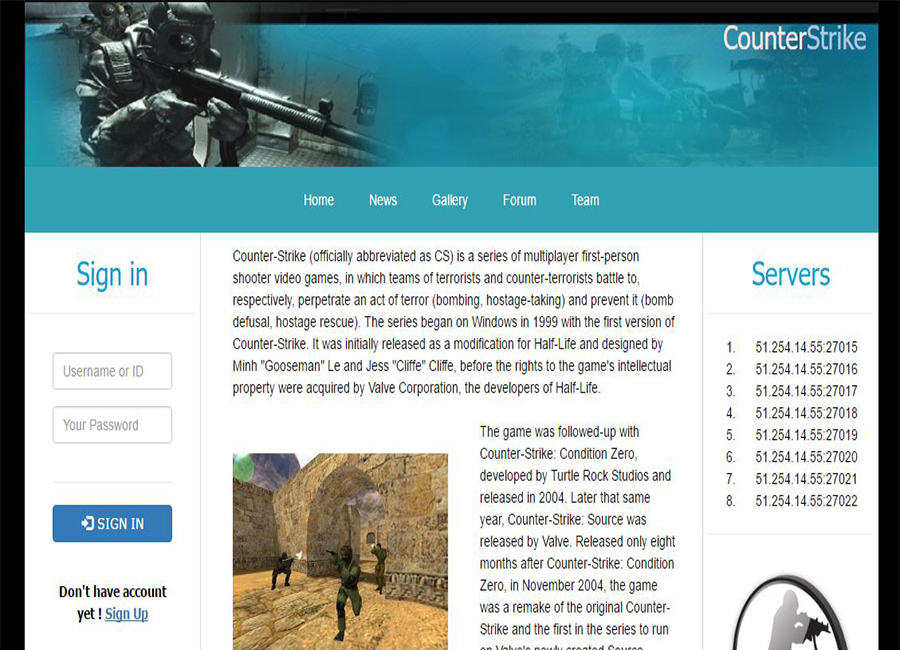 CounterStrike
Home News Gallery Forum Team
Sign in
Username or ID
Your Password
SIGN IN
Don't have account
yet ! Sign Up
Counter-Strike (officially abbreviated as CS) is a series of multiplayer first-person
shooter video games, in which teams of terrorists and counter-terrorists battle to,
respectively, perpetrate an act of terror (bombing, hostage-taking) and prevent it (bomb
defusal, hostage rescue). The series began on Windows in 1999 with the first version of
Counter-Strike. It was initially released as a modification for Half-Life and designed by
Minh "Gooseman" Le and Jess "Cliffe" Cliffe, before the rights to the game's intellectual
property were acquired by Valve Corporation, the developers of Half-Life.
The game was followed-up with
Counter-Strike: Condition Zero,
developed by Turtle Rock Studios and
released in 2004. Later that same
year, Counter-Strike: Source was
released by Valve. Released only eight
months after Counter-Strike: Condition
Zero, in November 2004, the game
was a remake of the original Counter-
Strike and the first in the series to run
on Valve's newly created Source
Servers
1. 51.254.14.55:27015
2. 51.254.14.55:27016
3. 51.254.14.55:27017
4. 51.254.14.55:27018
5. 51.254.14.55:27019
6. 51.254.14.55:27020
7. 51.254.14.55:27021
8. 51.254.14.55:27022